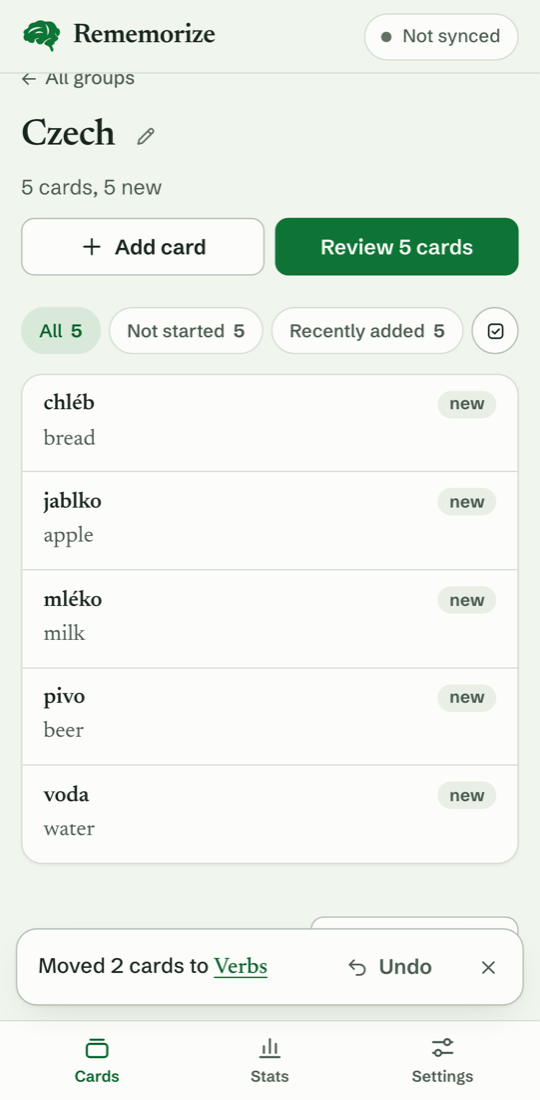 Rememorize
Not synced
← All groups
Czech
5 cards, 5 new
+ Add card
Review 5 cards
All 5
Not started 5
Recently added 5
chléb
new
bread
jablko
new
apple
mléko
new
milk
pivo
new
beer
voda
new
water
Moved 2 cards to Verbs
Undo
Cards
Stats
Settings